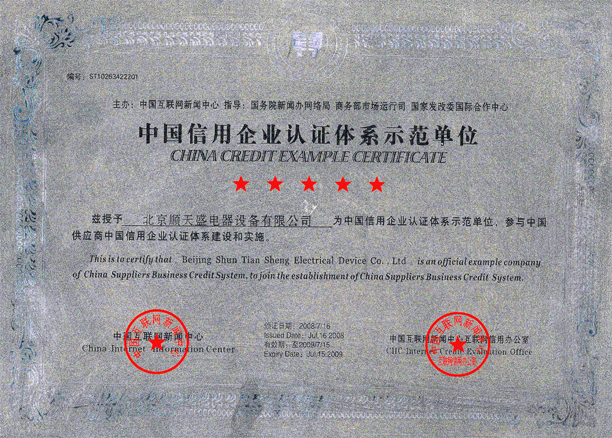 编号：ST10263422201
主办：中国互联网新闻中心 指导：国务院新闻办网络局 商务部市场运行司 国家发改委国际合作中心
中国信用企业认证体系示范单位
CHINA CREDIT EXAMPLE CERTIFICATE
兹授予 北京顺天盛电器设备有限公司 为中国信用企业认证体系示范单位，参与中国
供应商中国信用企业认证体系建设和实施。
This is to certify that Beijing Shun Tian Sheng Electrical Device Co., Ltd. is an official example company
of China Suppliers Business Credit System, to join the establishment of China Suppliers Business Credit System.
中国互联网新闻中心
China Internet Information Center
颁证日期：2008/7/16
Issued Date：Jul,16 2008
有效期，至2009/7/15
Expiry Date，Jul,15 2009
中国互联网新闻中心互联网信用办公室
CIIC Internet Credit Evaluation Office